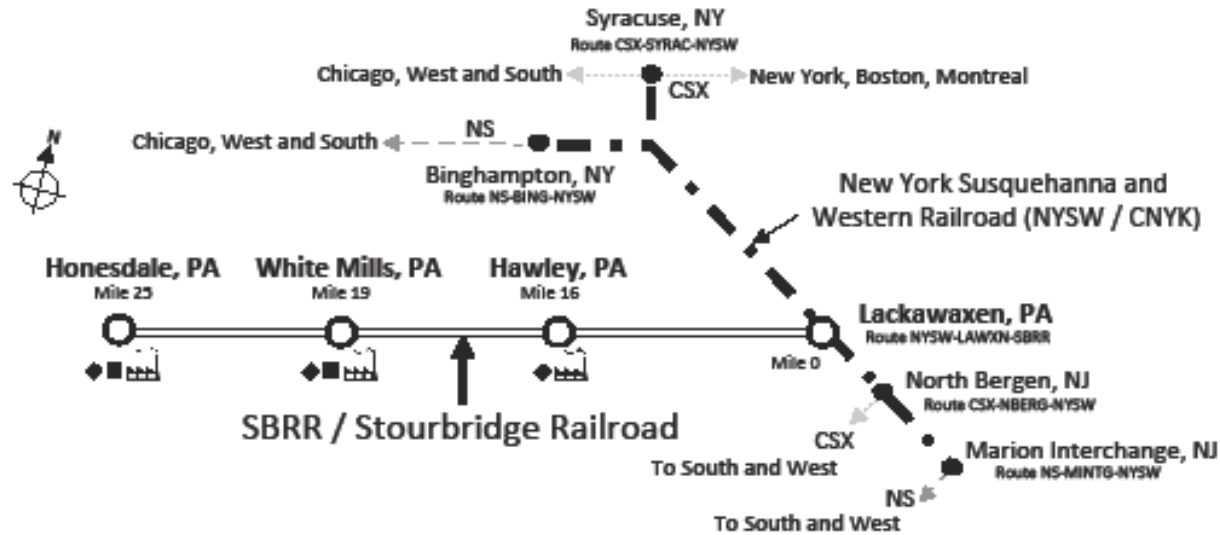 Syracuse, NY
Route CSX-SYRAC-NYSW
Chicago, West and South
New York, Boston, Montreal
CSX
N
Chicago, West and South
NS
Binghampton, NY
Route NS-BING-NYSW
New York Susquehanna and
Western Railroad (NYSW / CNYK)
Honesdale, PA
Mile 25
White Mills, PA
Mile 19
Hawley, PA
Mile 16
Lackawaxen, PA
Route NYSW-LAWXN-SBRR
Mile 0
North Bergen, NJ
Route CSX-NBERG-NYSW
SBRR / Stourbridge Railroad
CSX
To South and West
Marion Interchange, NJ
Route NS-MINTG-NYSW
NS
To South and West